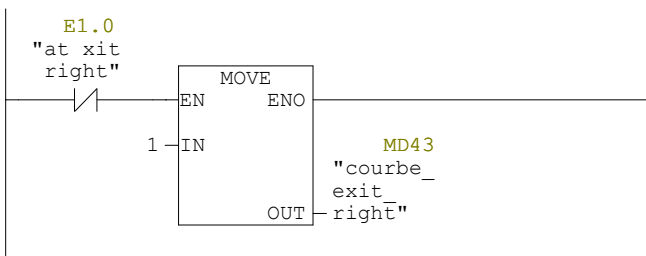 E1.0
"at xit
right"
MOVE
EN ENO
1 IN
MD43
"courbe_
exit_
OUT right"